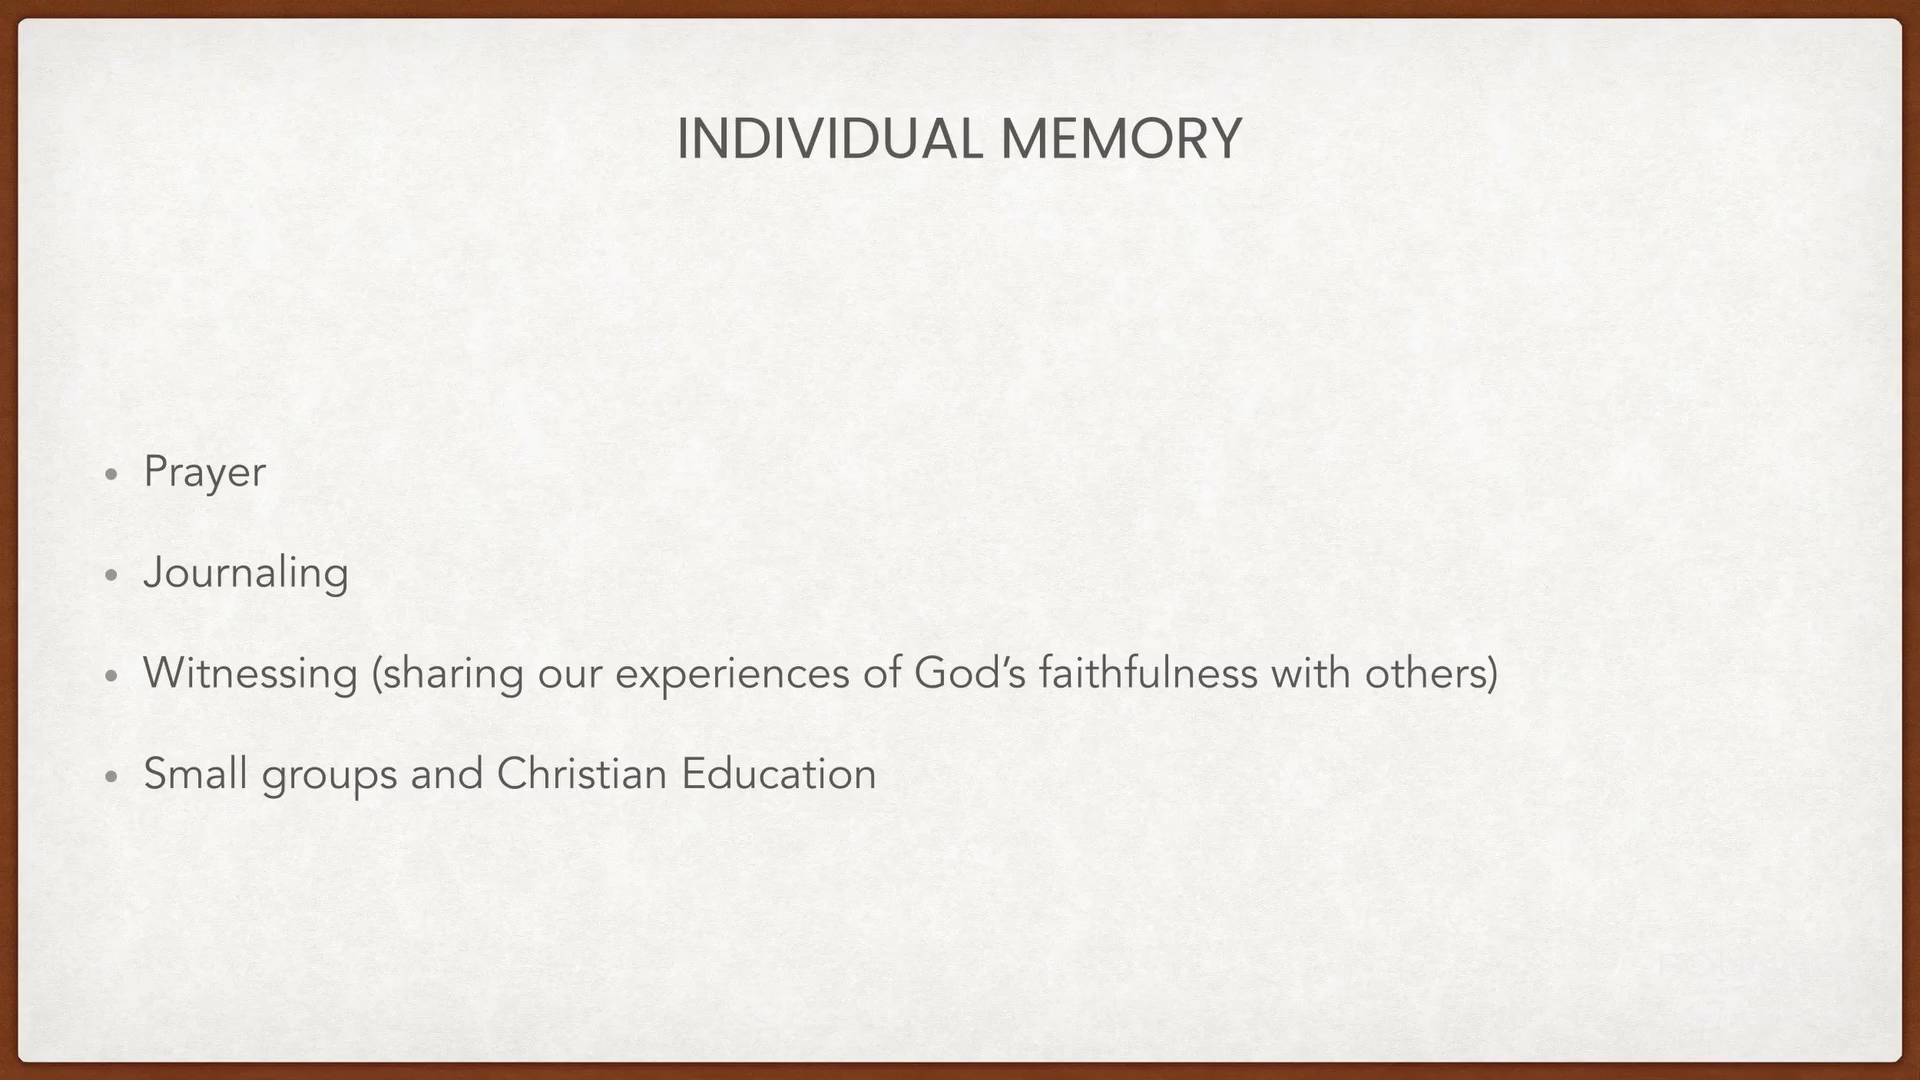 INDIVIDUAL MEMORY
• Prayer
• Journaling
• Witnessing (sharing our experiences of God’s faithfulness with others)
• Small groups and Christian Education